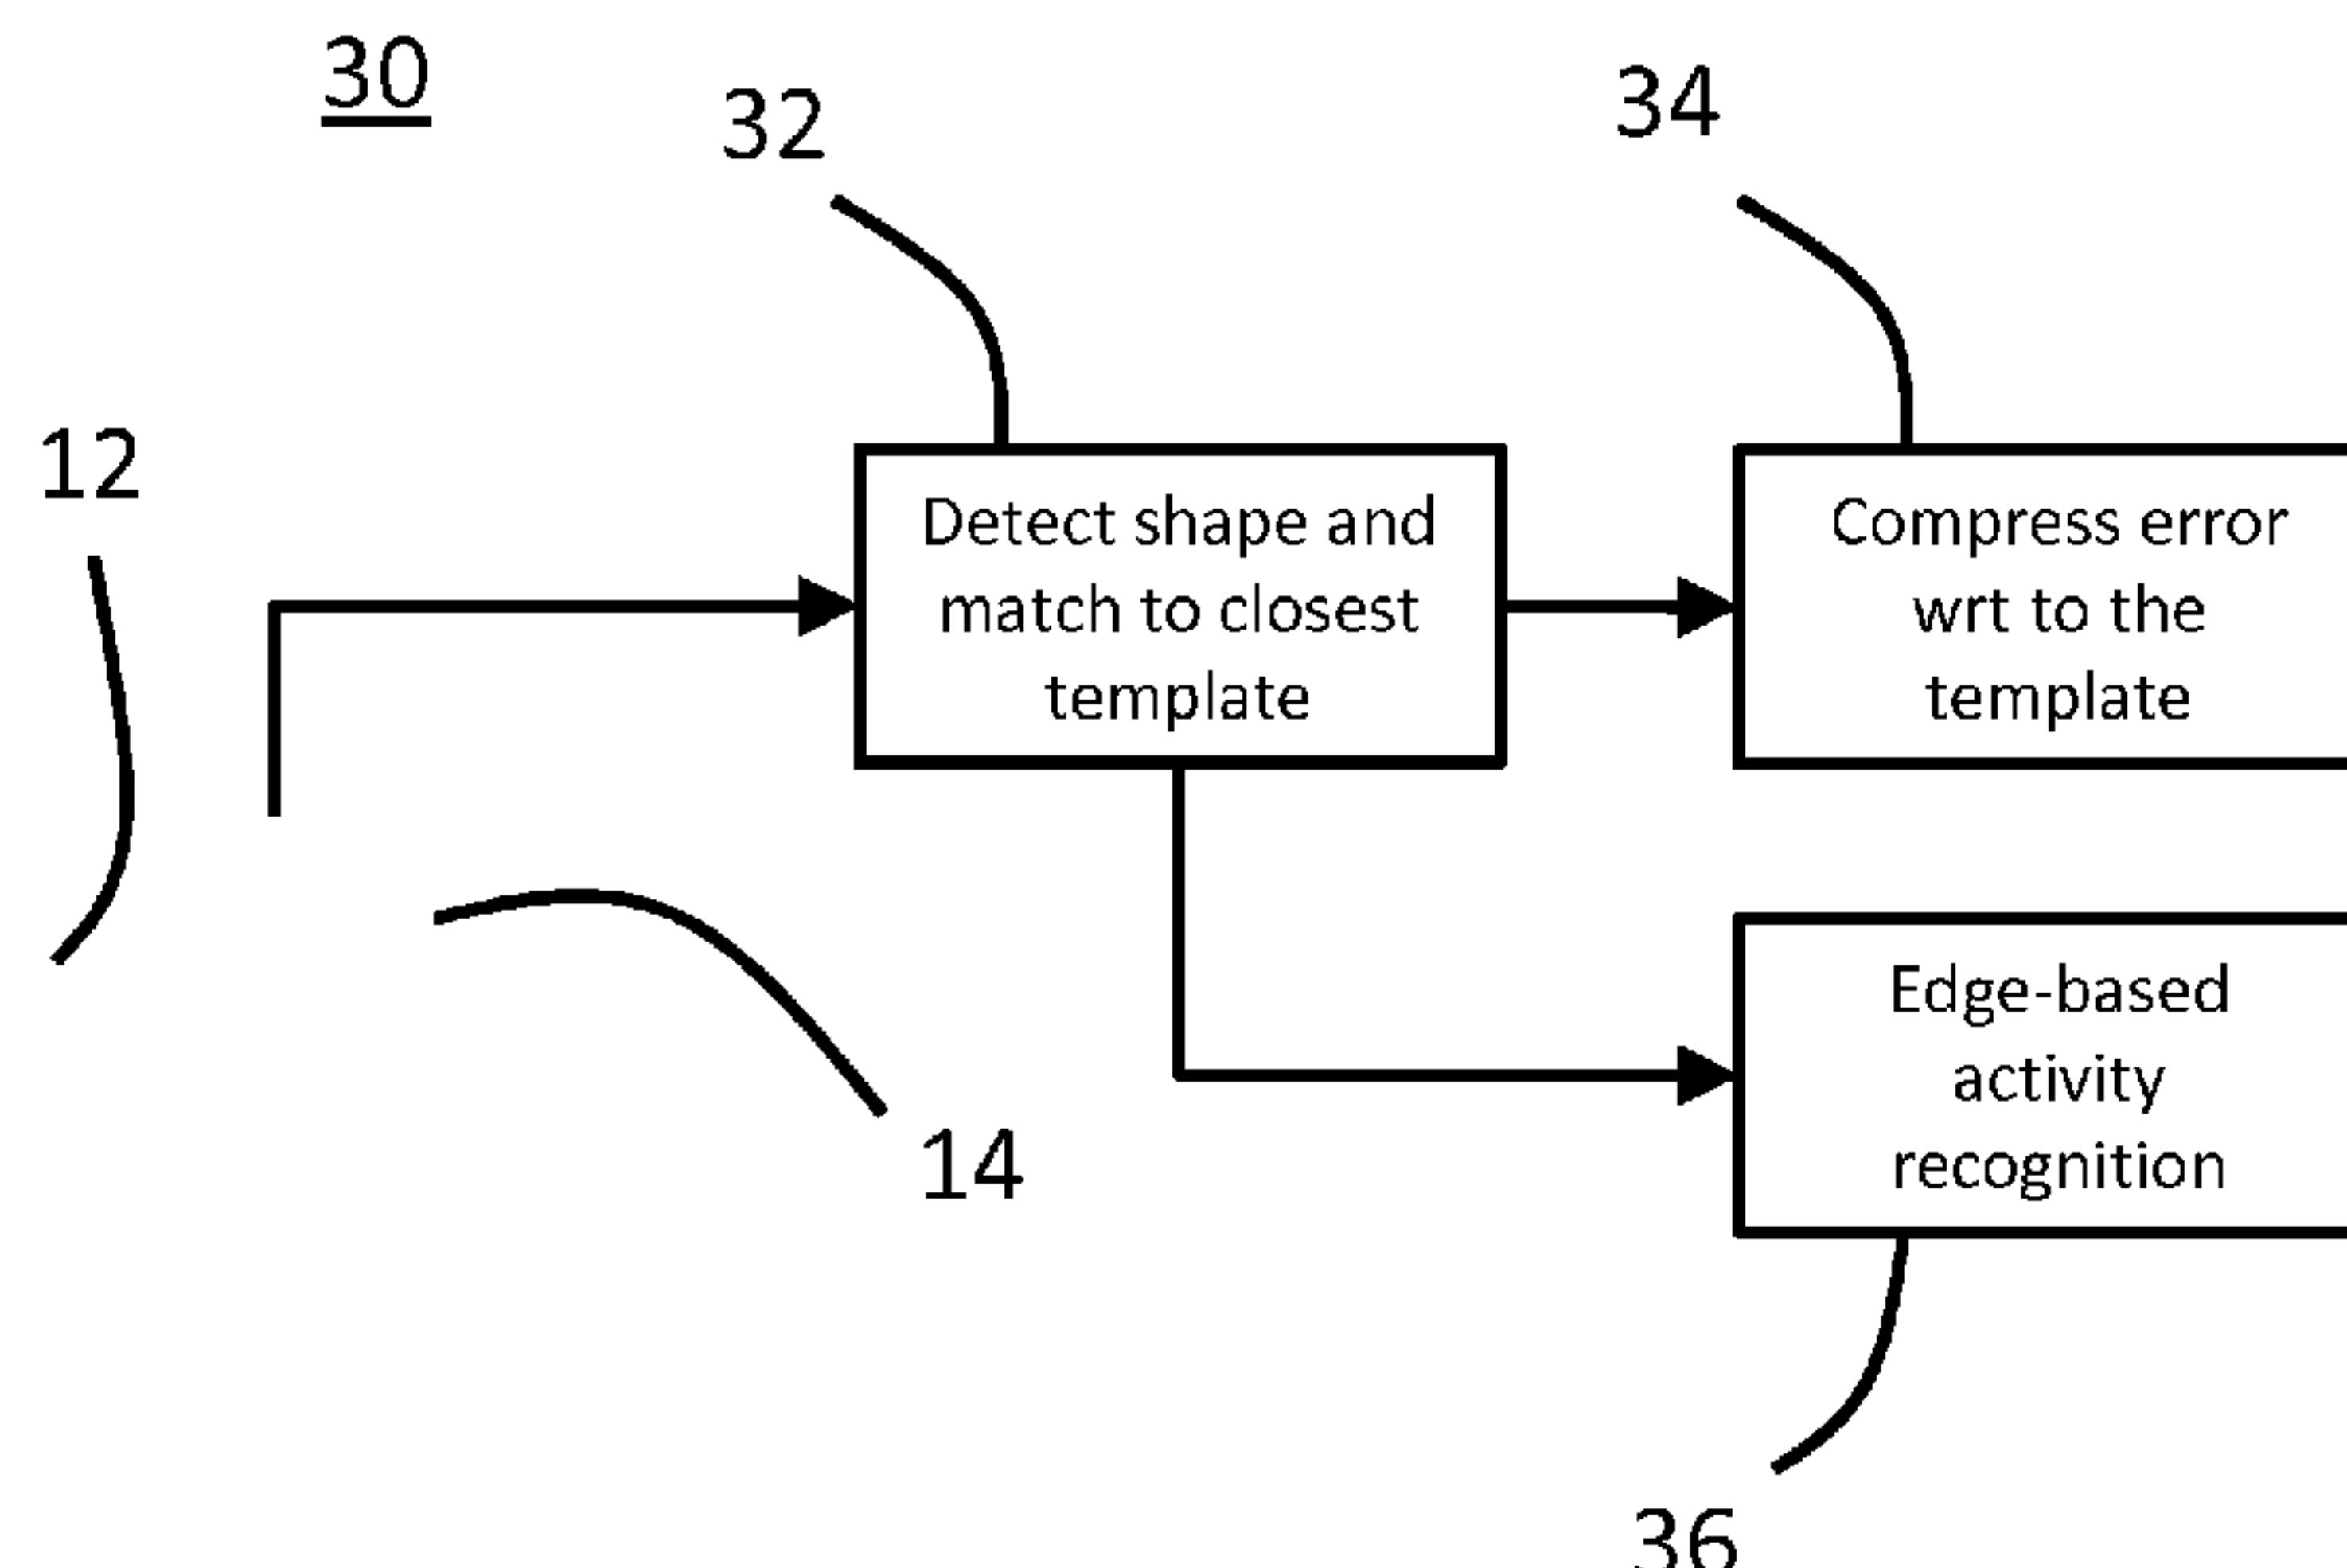 30
32
34
12
Detect shape and
match to closest
template
Compress error
wrt to the
template
Edge-based
activity
recognition
14
36